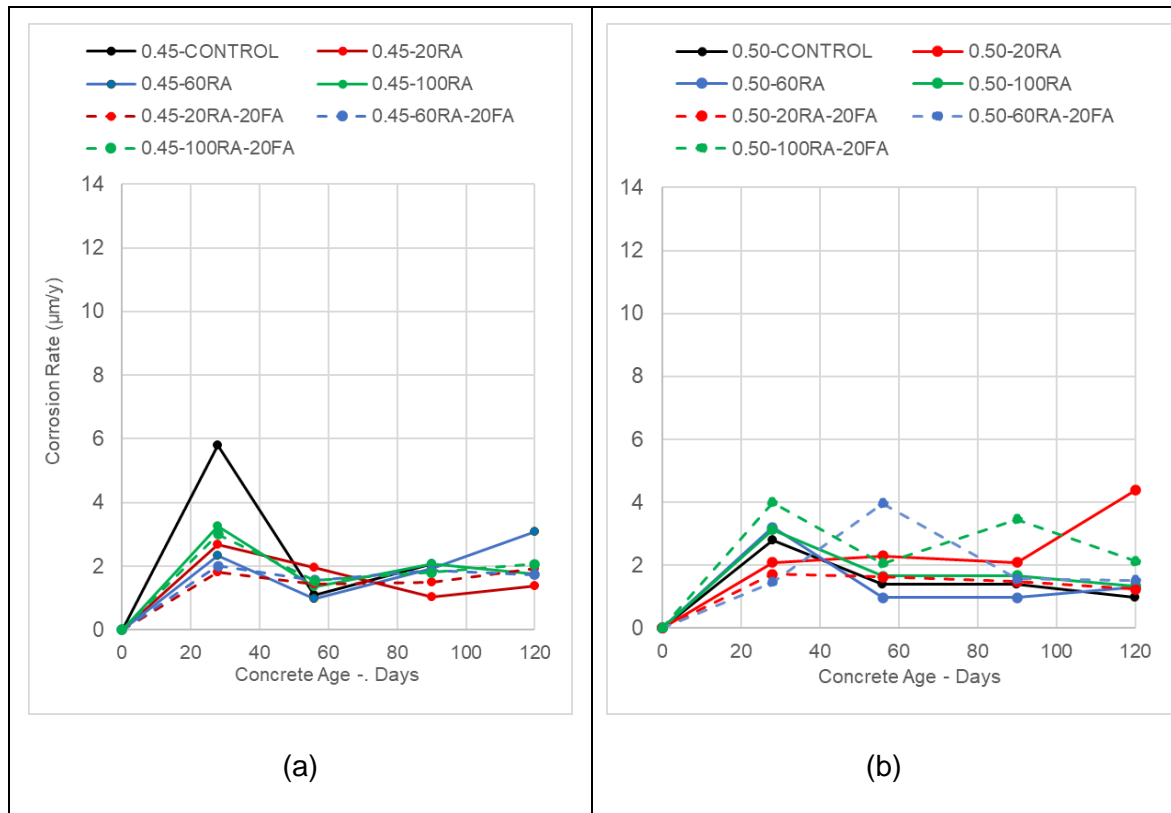 0.45-CONTROL 0.45-20RA
0.45-60RA 0.45-100RA
0.45-20RA-20FA 0.45-60RA-20FA
0.45-100RA-20FA
14
12
10
8
6
4
2
0
Corrosion Rate (µm/y)
0 20 40 60 80 100 120
Concrete Age -. Days
(a)
0.50-CONTROL 0.50-20RA
0.50-60RA 0.50-100RA
0.50-20RA-20FA 0.50-60RA-20FA
0.50-100RA-20FA
14
12
10
8
6
4
2
0
0 20 40 60 80 100 120
Concrete Age - Days
(b)